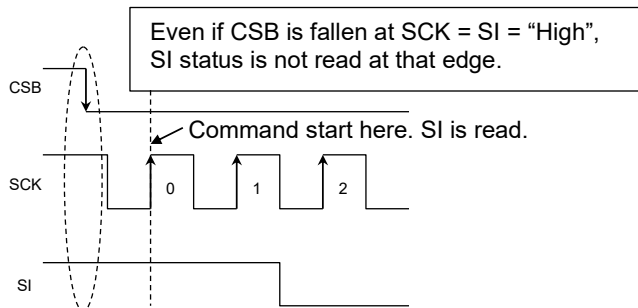 Even if CSB is fallen at SCK = SI = “High”,
SI status is not read at that edge.
CSB
Command start here. SI is read.
SCK
0
1
2
SI